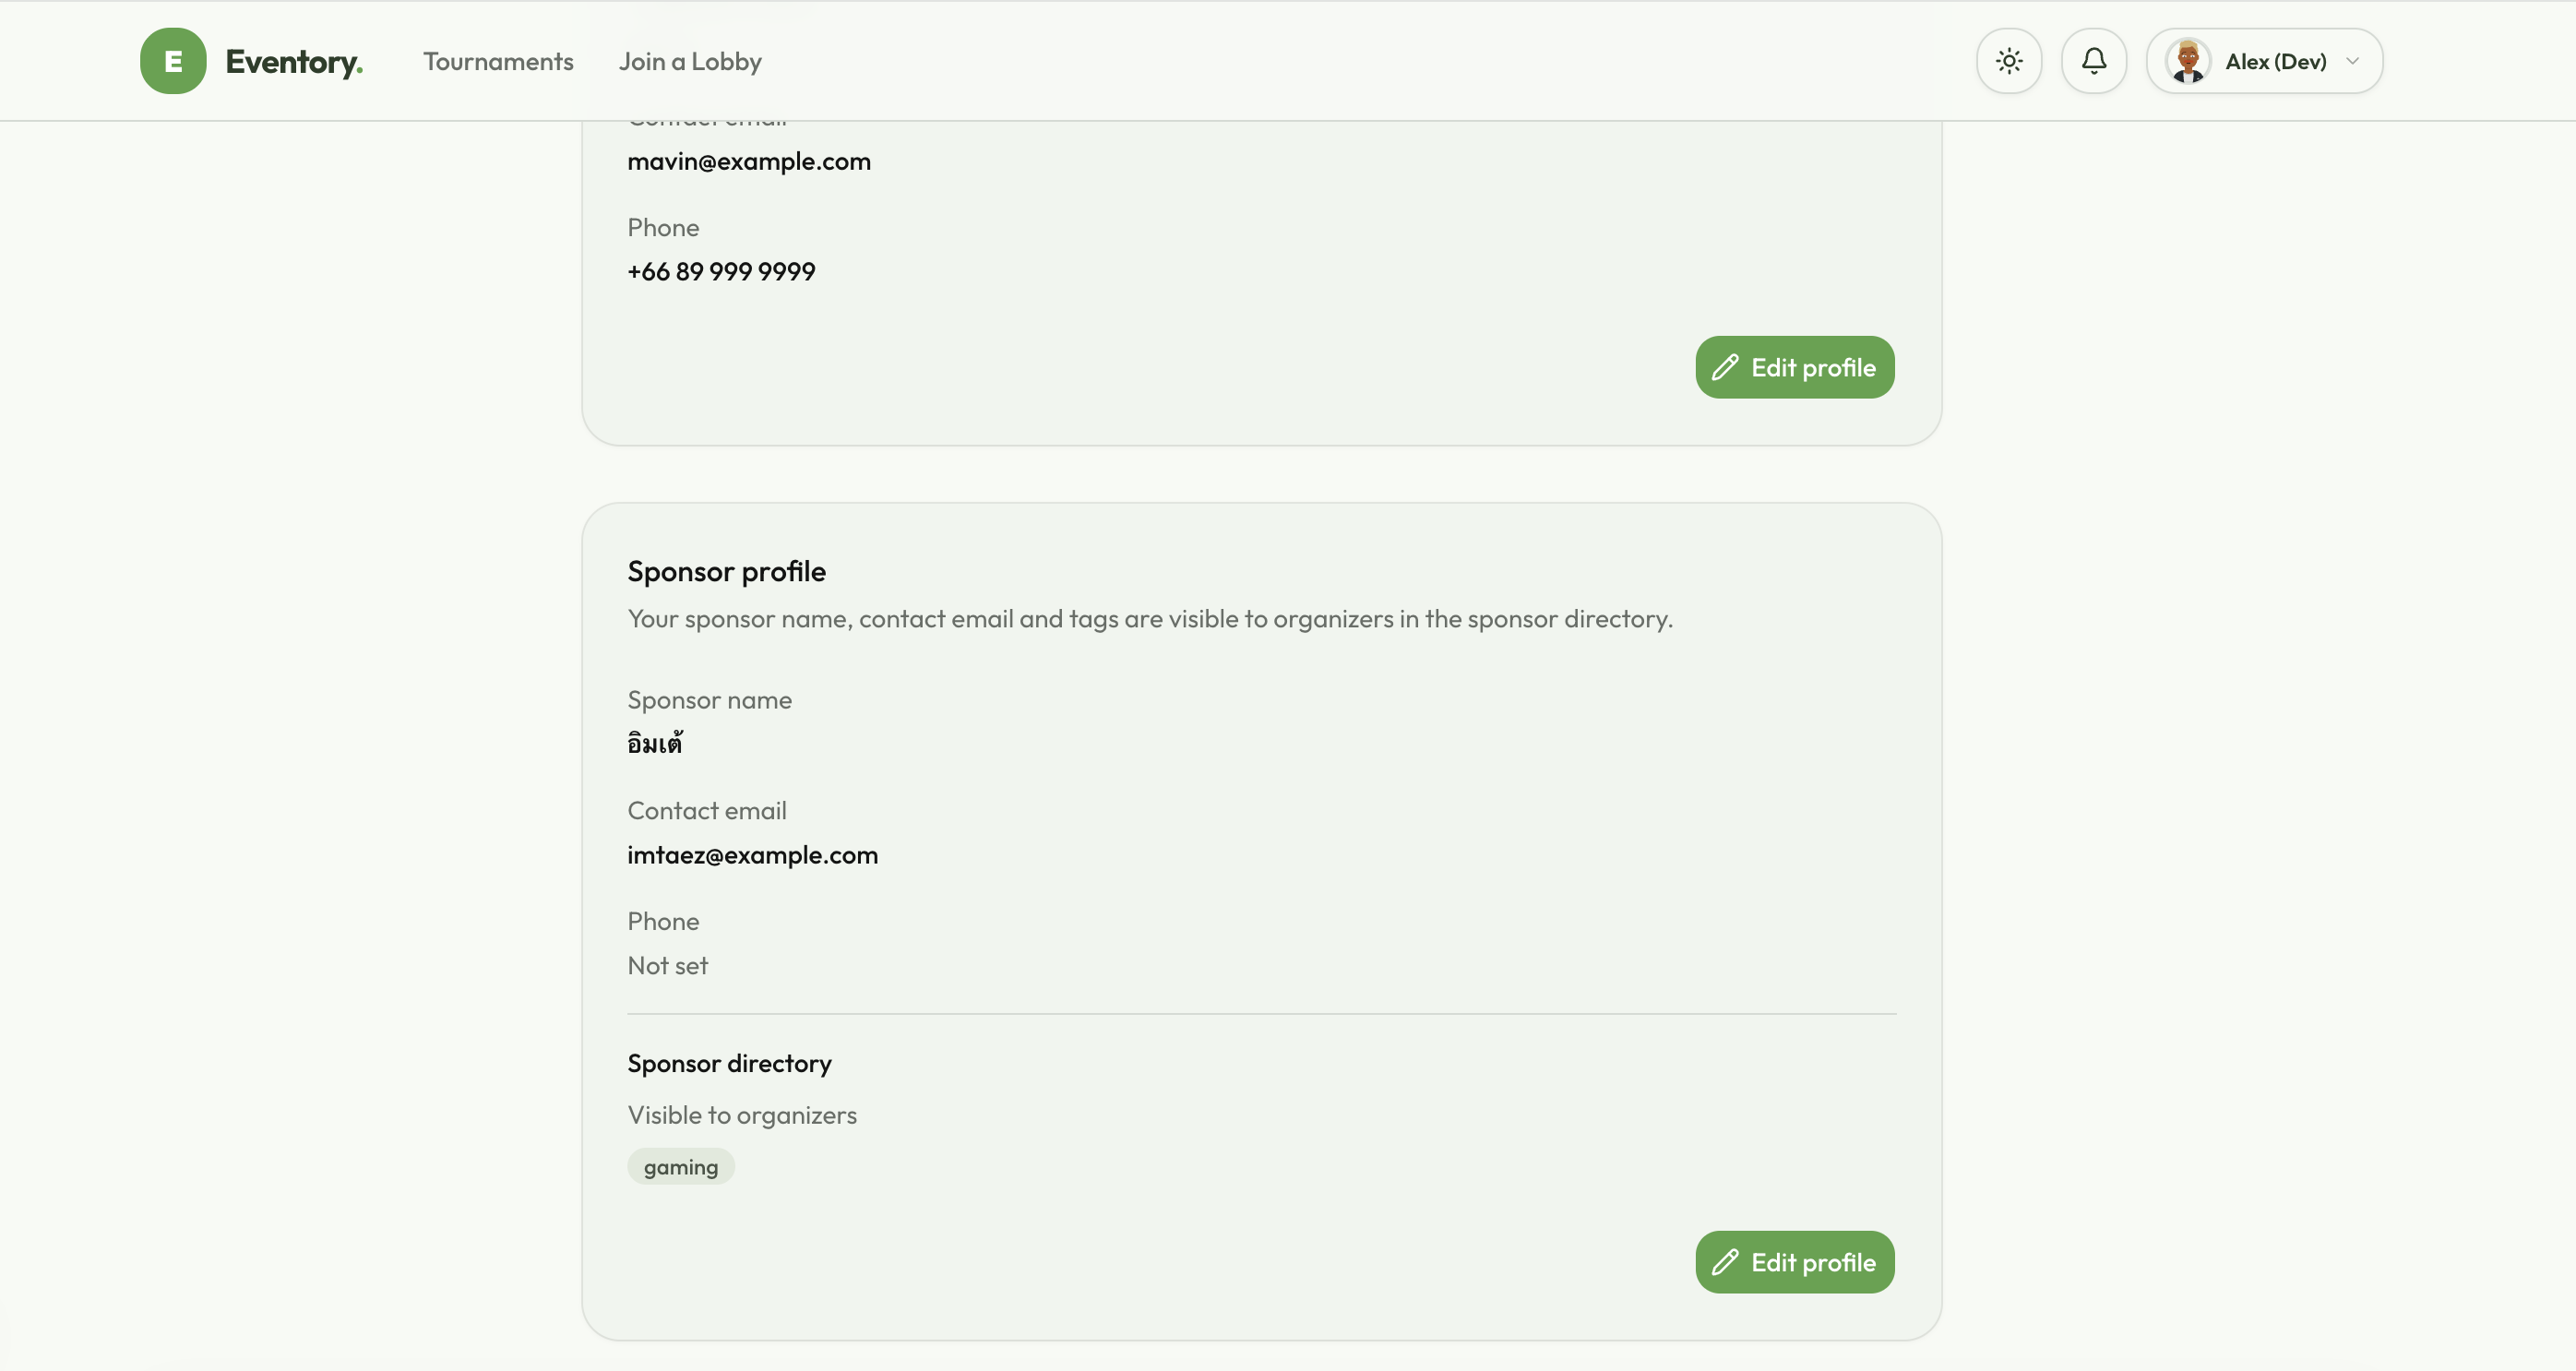 E Eventory. Tournaments Join a Lobby Alex (Dev)
Contact email
mavin@example.com
Phone
+66 89 999 9999
Edit profile
Sponsor profile
Your sponsor name, contact email and tags are visible to organizers in the sponsor directory.
Sponsor name
อิมเต้
Contact email
imtaez@example.com
Phone
Not set
Sponsor directory
Visible to organizers
gaming
Edit profile